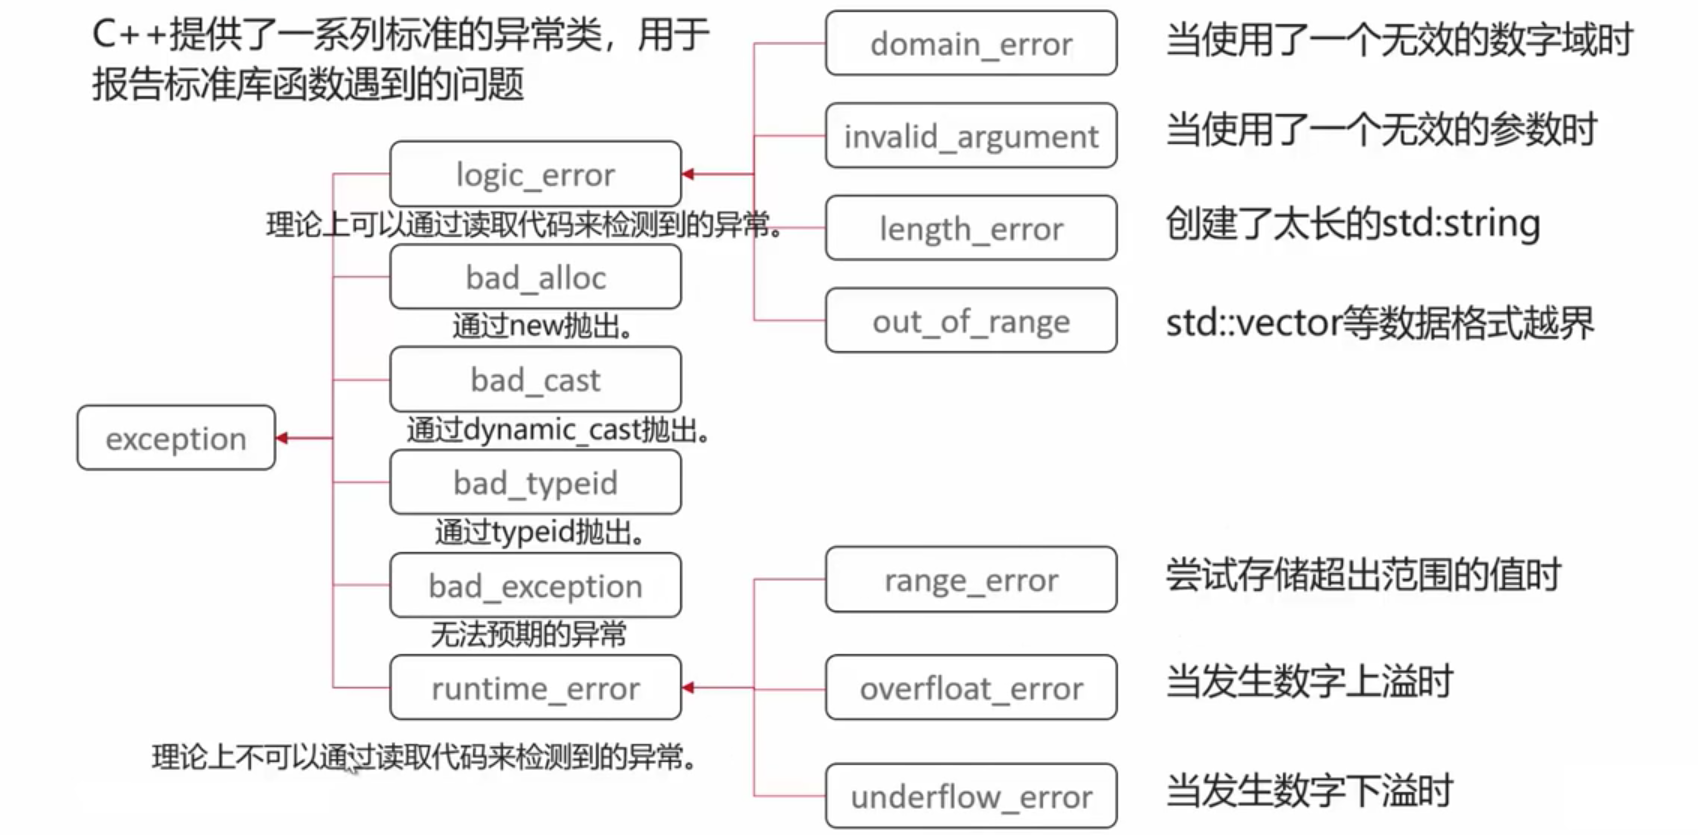 C++提供了一系列标准的异常类，用于
报告标准库函数遇到的问题
exception
logic_error
理论上可以通过读取代码来检测到的异常。
bad_alloc
通过new抛出。
bad_cast
通过dynamic_cast抛出。
bad_typeid
通过typeid抛出。
bad_exception
无法预期的异常
runtime_error
理论上不可以通过读取代码来检测到的异常。
domain_error
当使用了一个无效的数字域时
invalid_argument
当使用了一个无效的参数时
length_error
创建了太长的std:string
out_of_range
std::vector等数据格式越界
range_error
尝试存储超出范围的值时
overfloat_error
当发生数字上溢时
underflow_error
当发生数字下溢时